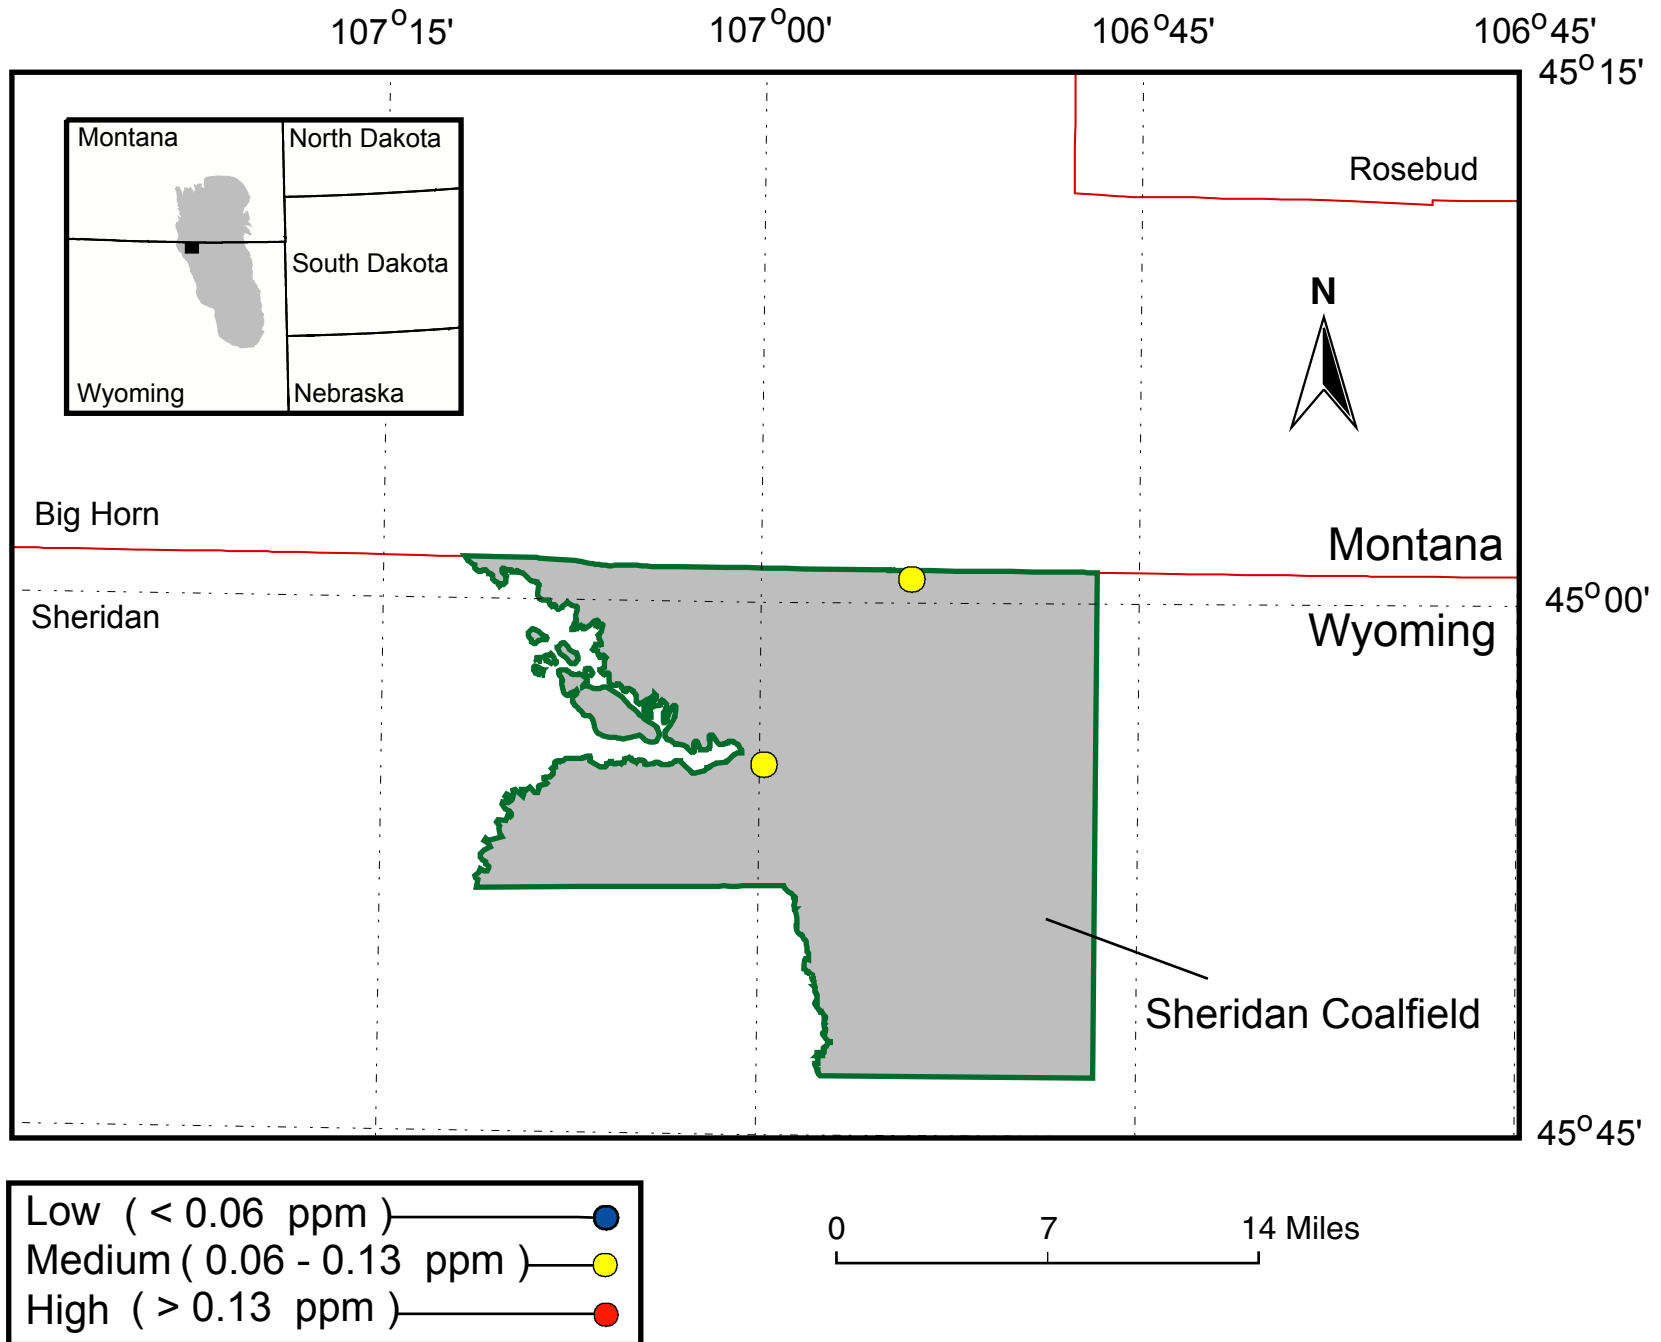 107°15' 107°00' 106°45' 106°45'
45°15'
Montana North Dakota
South Dakota
Wyoming Nebraska
Rosebud
N
Big Horn
Montana
45°00'
Sheridan
Wyoming
Sheridan Coalfield
45°45'
Low ( < 0.06 ppm )
Medium ( 0.06 - 0.13 ppm )
High ( > 0.13 ppm )
0 7 14 Miles